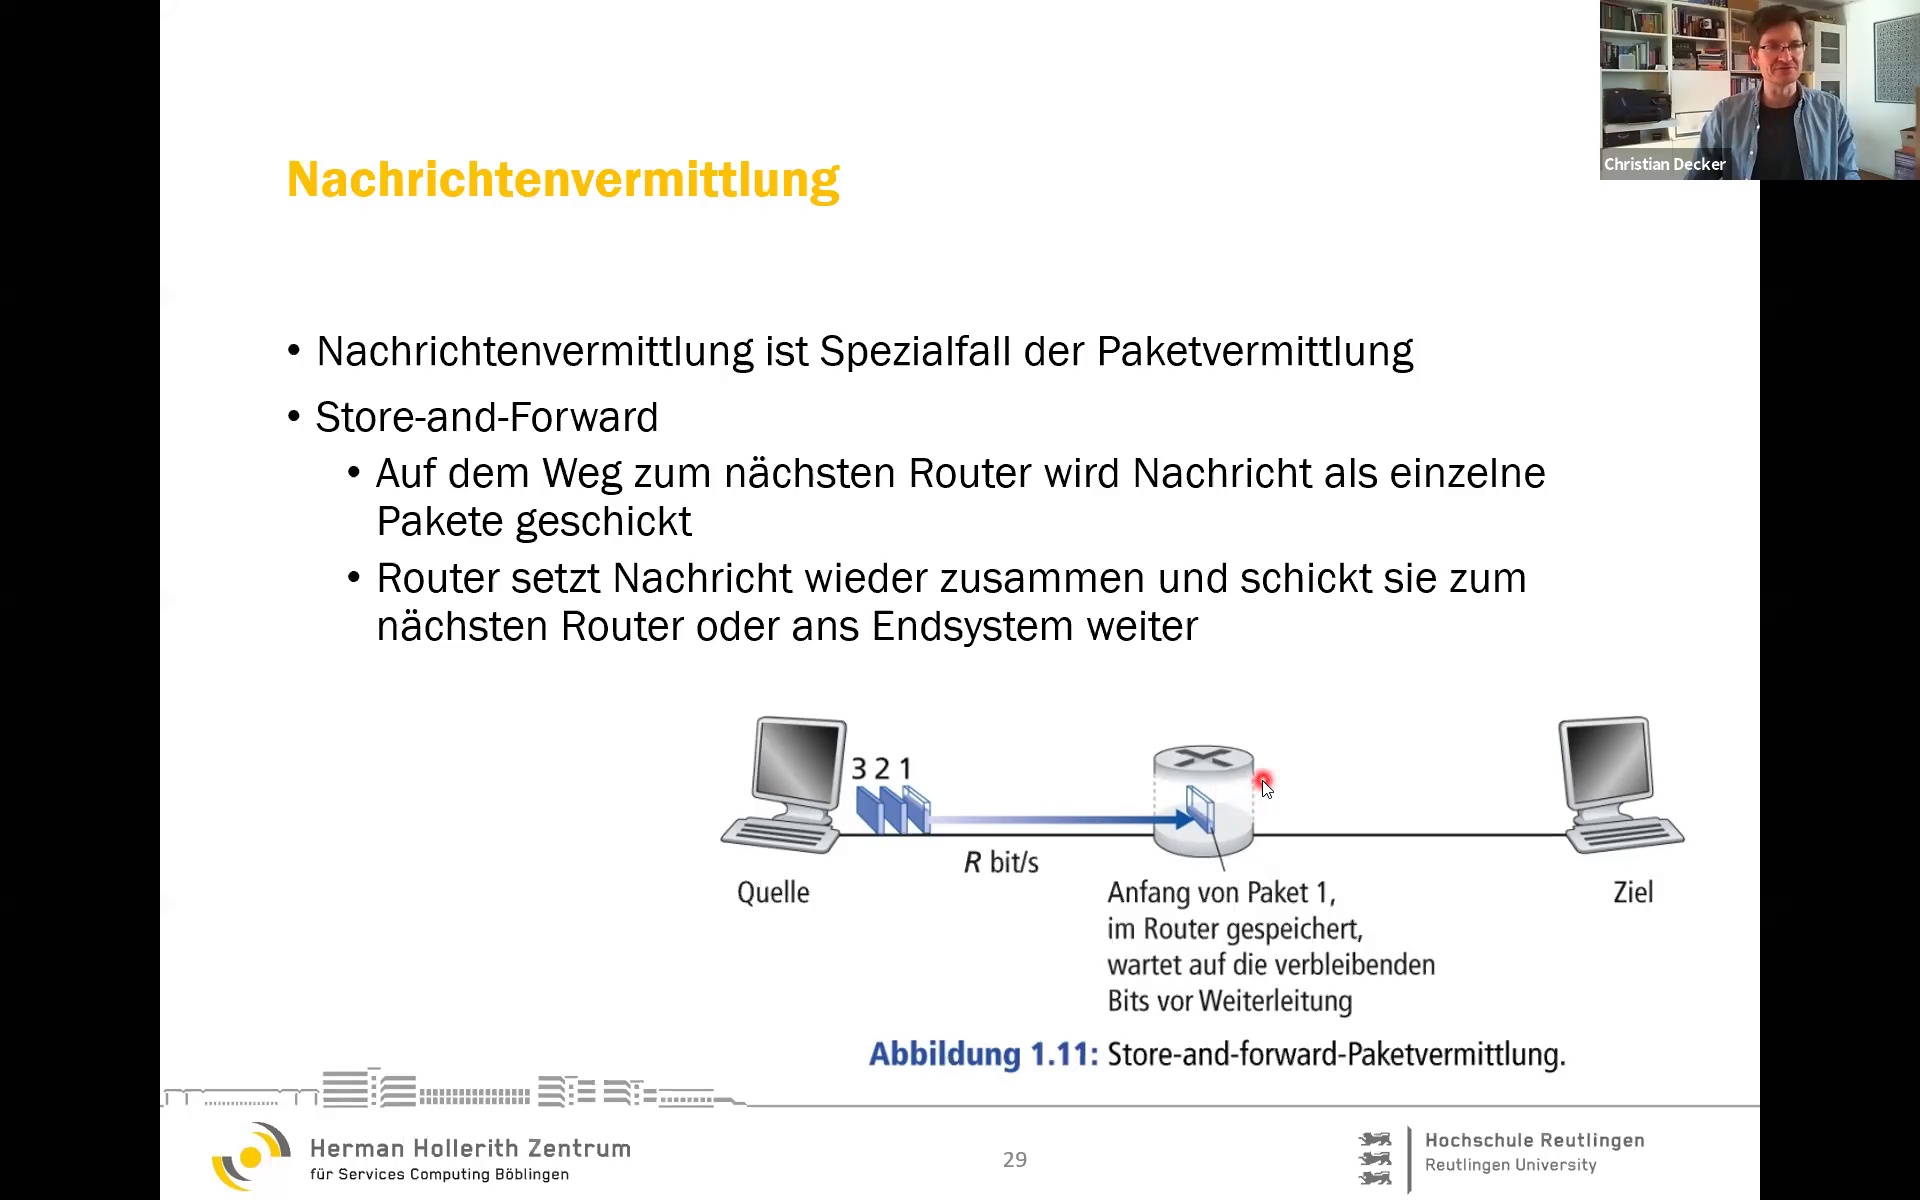 Christian Decker
Nachrichtenvermittlung
• Nachrichtenvermittlung ist Spezialfall der Paketvermittlung
• Store-and-Forward
• Auf dem Weg zum nächsten Router wird Nachricht als einzelne
Pakete geschickt
• Router setzt Nachricht wieder zusammen und schickt sie zum
nächsten Router oder ans Endsystem weiter
3 2 1
R bit/s
Quelle
Anfang von Paket 1,
im Router gespeichert,
wartet auf die verbleibenden
Bits vor Weiterleitung
Ziel
Abbildung 1.11: Store-and-forward-Paketvermittlung.
Herman Hollerith Zentrum
für Services Computing Böblingen
29
Hochschule Reutlingen
Reutlingen University